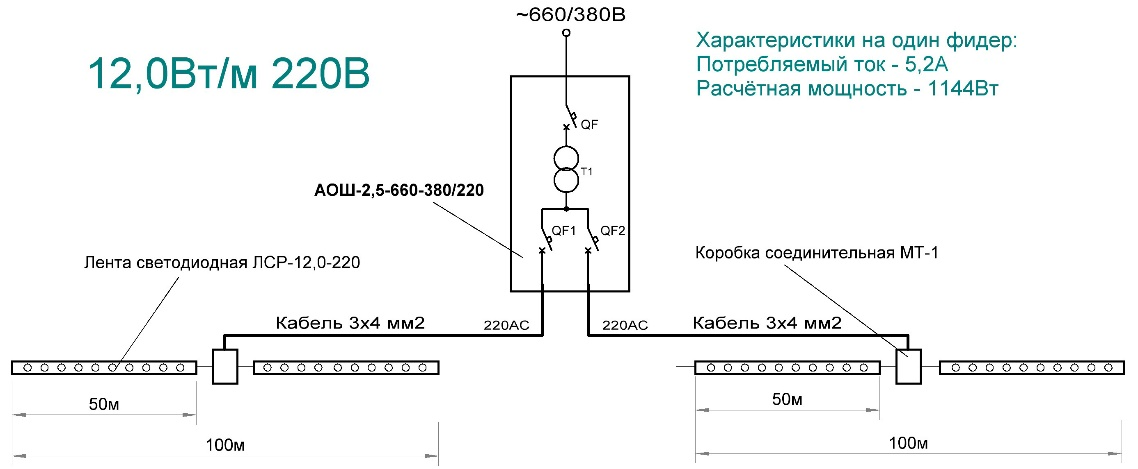 ~660/380В
12,0Вт/м 220В
Характеристики на один фидер:
Потребляемый ток - 5,2А
Расчётная мощность - 1144Вт
QF
T1
АОШ-2,5-660-380/220
QF1
QF2
Лента светодиодная ЛСР-12,0-220
Коробка соединительная МТ-1
Кабель 3х4 мм2
220АС
220АС
Кабель 3х4 мм2
50м
50м
100м
100м